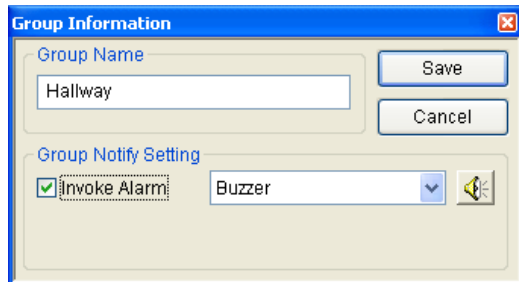 Group Information
Group Name
Save
Hallway
Cancel
Group Notify Setting
Invoke Alarm
Buzzer